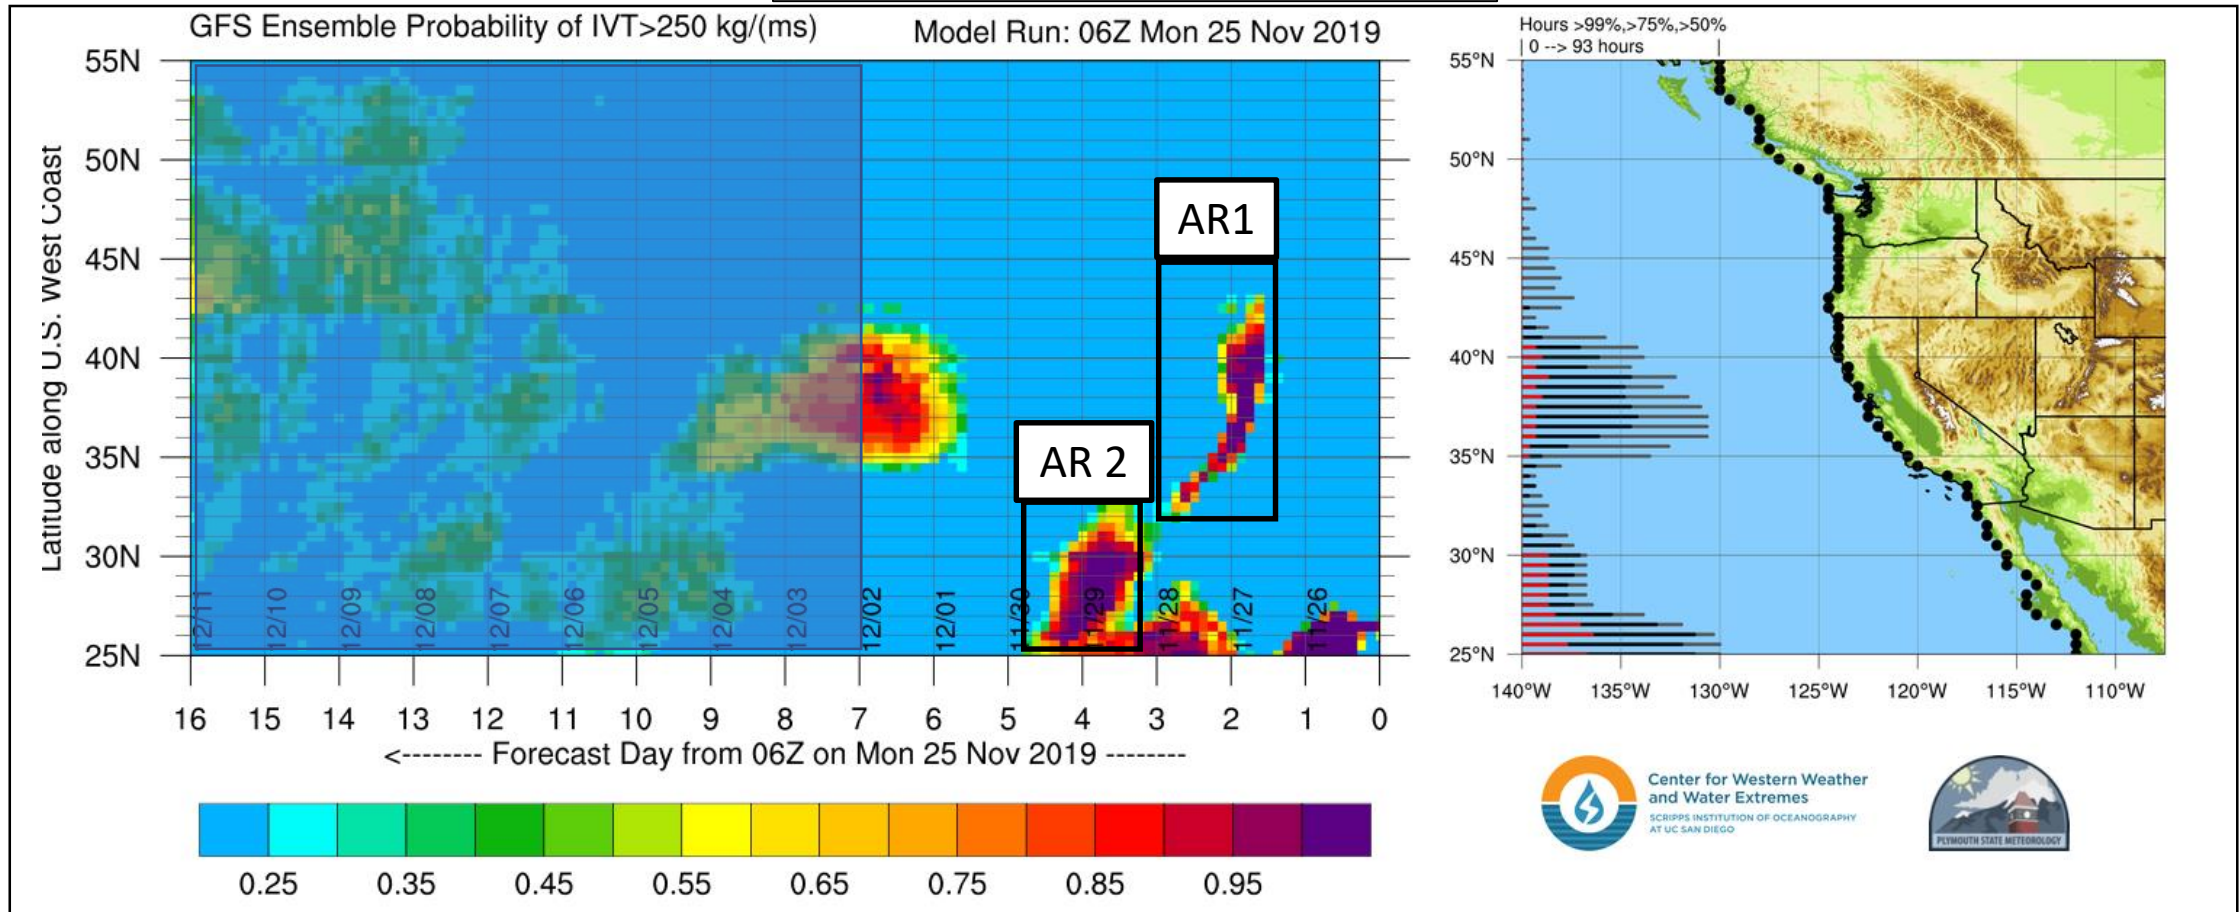 GFS Ensemble Probability of IVT>250 kg/(ms)
Model Run: 06Z Mon 25 Nov 2019
Hours >99%,>75%,>50%
| 0 --> 93 hours |
Latitude along U.S. West Coast
55N
50N
45N
40N
35N
30N
25N
AR1
AR 2
12/11
12/10
12/09
12/08
12/07
12/06
12/05
12/04
12/03
12/02
12/01
11/30
11/29
11/28
11/27
11/26
16 15 14 13 12 11 10 9 8 7 6 5 4 3 2 1 0
<-------- Forecast Day from 06Z on Mon 25 Nov 2019 --------
0.25 0.35 0.45 0.55 0.65 0.75 0.85 0.95
55°N
50°N
45°N
40°N
35°N
30°N
25°N
140°W 135°W 130°W 125°W 120°W 115°W 110°W
Center for Western Weather
and Water Extremes
SCRIPPS INSTITUTION OF OCEANOGRAPHY
AT UC SAN DIEGO
PLYMOUTH STATE METEOROLOGY